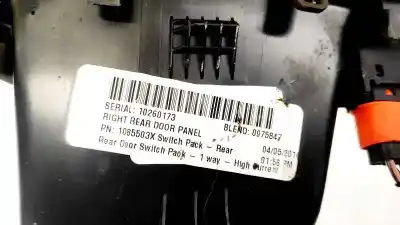 SERIAL: 10260173
RIGHT REAR DOOR PANEL BLEND: 0075847
PN: 1085503X Switch Pack - Rear 04/05/201
Rear Door Switch Pack - 1 way - High Current 01:56 PM